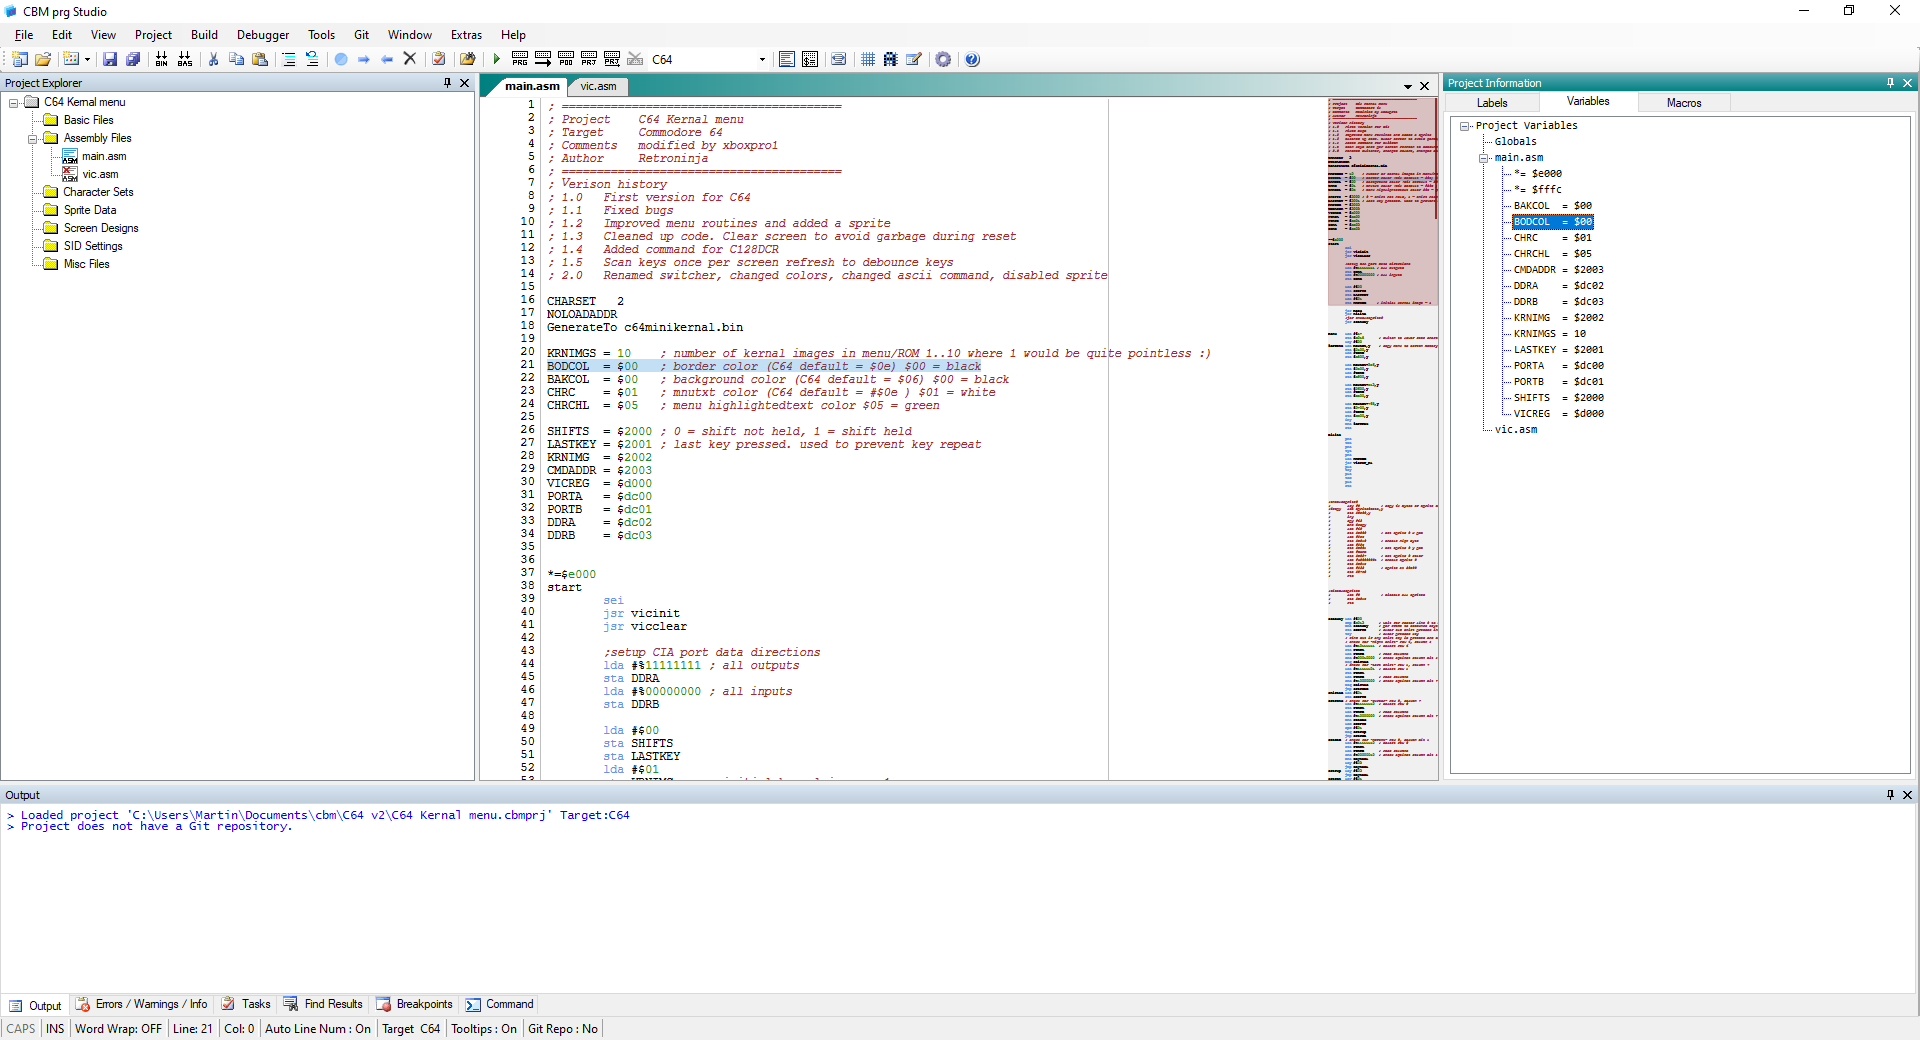 CBM prg Studio
File Edit View Project Build Debugger Tools Git Window Extras Help
C64
Project Explorer
C64 Kernal menu
Basic Files
Assembly Files
main.asm
vic.asm
Character Sets
Sprite Data
Screen Designs
SID Settings
Misc Files
main.asm vic.asm
1 ; ========================================
2 ; Project C64 Kernal menu
3 ; Target Commodore 64
4 ; Comments modified by xboxpro1
5 ; Author Retroninja
6 ; ========================================
7 ; Verison history
8 ; 1.0 First version for C64
9 ; 1.1 Fixed bugs
10 ; 1.2 Improved menu routines and added a sprite
11 ; 1.3 Cleaned up code. Clear screen to avoid garbage during reset
12 ; 1.4 Added command for C128DCR
13 ; 1.5 Scan keys once per screen refresh to debounce keys
14 ; 2.0 Renamed switcher, changed colors, changed ascii command, disabled sprite
15
16 CHARSET 2
17 NOLOADADDR
18 GenerateTo c64minikernal.bin
19
20 KRNIMGS = 10 ; number of kernal images in menu/ROM 1..10 where 1 would be quite pointless :)
21 BODCOL = $00 ; border color (C64 default = $0e) $00 = black
22 BAKCOL = $00 ; background color (C64 default = $06) $00 = black
23 CHRC = $01 ; mnutxt color (C64 default = #$0e ) $01 = white
24 CHRCHL = $05 ; menu highlightedtext color $05 = green
25
26 SHIFTS = $2000 ; 0 = shift not held, 1 = shift held
27 LASTKEY = $2001 ; last key pressed. used to prevent key repeat
28 KRNIMG = $2002
29 CMDADDR = $2003
30 VICREG = $d000
31 PORTA = $dc00
32 PORTB = $dc01
33 DDRA = $dc02
34 DDRB = $dc03
35
36
37 *=$e000
38 start
39 sei
40 jsr vicinit
41 jsr vicclear
42
43 ;setup CIA port data directions
44 lda #%11111111 ; all outputs
45 sta DDRA
46 lda #%00000000 ; all inputs
47 sta DDRB
48
49 lda #$00
50 sta SHIFTS
51 sta LASTKEY
52 lda #$01
Project Information
Labels Variables Macros
Project Variables
Globals
main.asm
*= $e000
*= $fffc
BAKCOL = $00
BODCOL = $00
CHRC = $01
CHRCHL = $05
CMDADDR = $2003
DDRA = $dc02
DDRB = $dc03
KRNIMG = $2002
KRNIMGS = 10
LASTKEY = $2001
PORTA = $dc00
PORTB = $dc01
SHIFTS = $2000
VICREG = $d000
vic.asm
Output
> Loaded project 'C:\Users\Martin\Documents\cbm\C64 v2\C64 Kernal menu.cbmprj' Target:C64
> Project does not have a Git repository.
Output Errors / Warnings / Info Tasks Find Results Breakpoints Command
CAPS INS Word Wrap: OFF Line: 21 Col: 0 Auto Line Num : On Target C64 Tooltips : On Git Repo : No